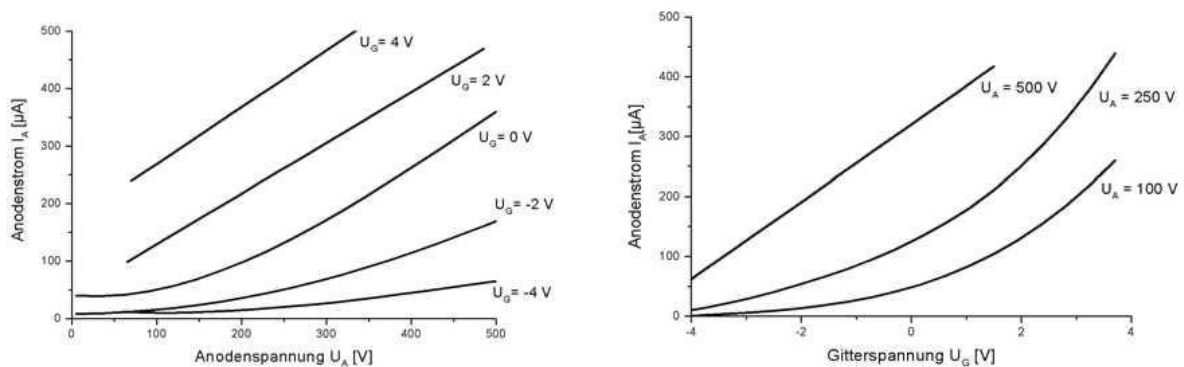 Anodenstrom I_A [µA]
500
400
300
200
100
0
0 100 200 300 400 500
Anodenspannung U_A [V]
U_G= 4 V
U_G= 2 V
U_G= 0 V
U_G= -2 V
U_G= -4 V
Anodenstrom I_A[µA]
500
400
300
200
100
0
-4 -2 0 2 4
Gitterspannung U_G [V]
U_A = 500 V
U_A = 250 V
U_A = 100 V